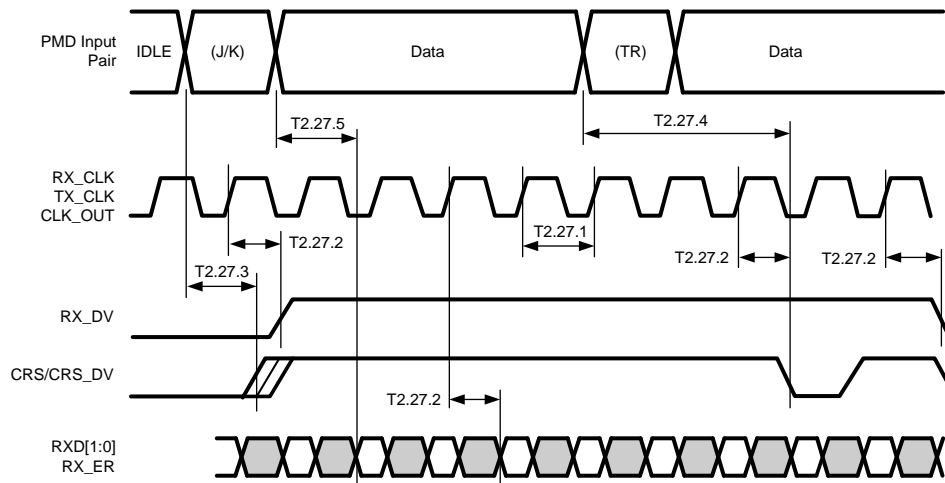 PMD Input
Pair
IDLE
(J/K)
Data
(TR)
Data
T2.27.5
T2.27.4
RX_CLK
TX_CLK
CLK_OUT
T2.27.2
T2.27.1
T2.27.2
T2.27.2
T2.27.3
RX_DV
CRS/CRS_DV
T2.27.2
RXD[1:0]
RX_ER